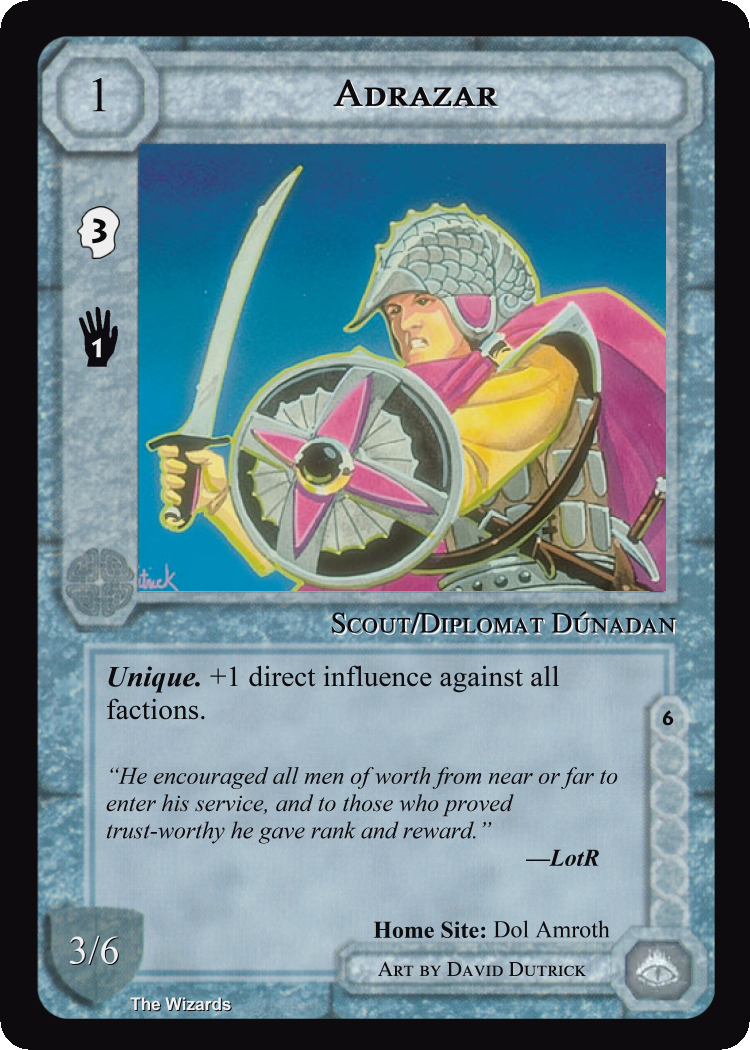 1
ADRAZAR
3
1
SCOUT/DIPLOMAT DÚNADAN
Unique. +1 direct influence against all
factions.
6
“He encouraged all men of worth from near or far to
enter his service, and to those who proved
trust-worthy he gave rank and reward.”
—LotR
Home Site: Dol Amroth
3/6
ART BY DAVID DUTRICK
The Wizards